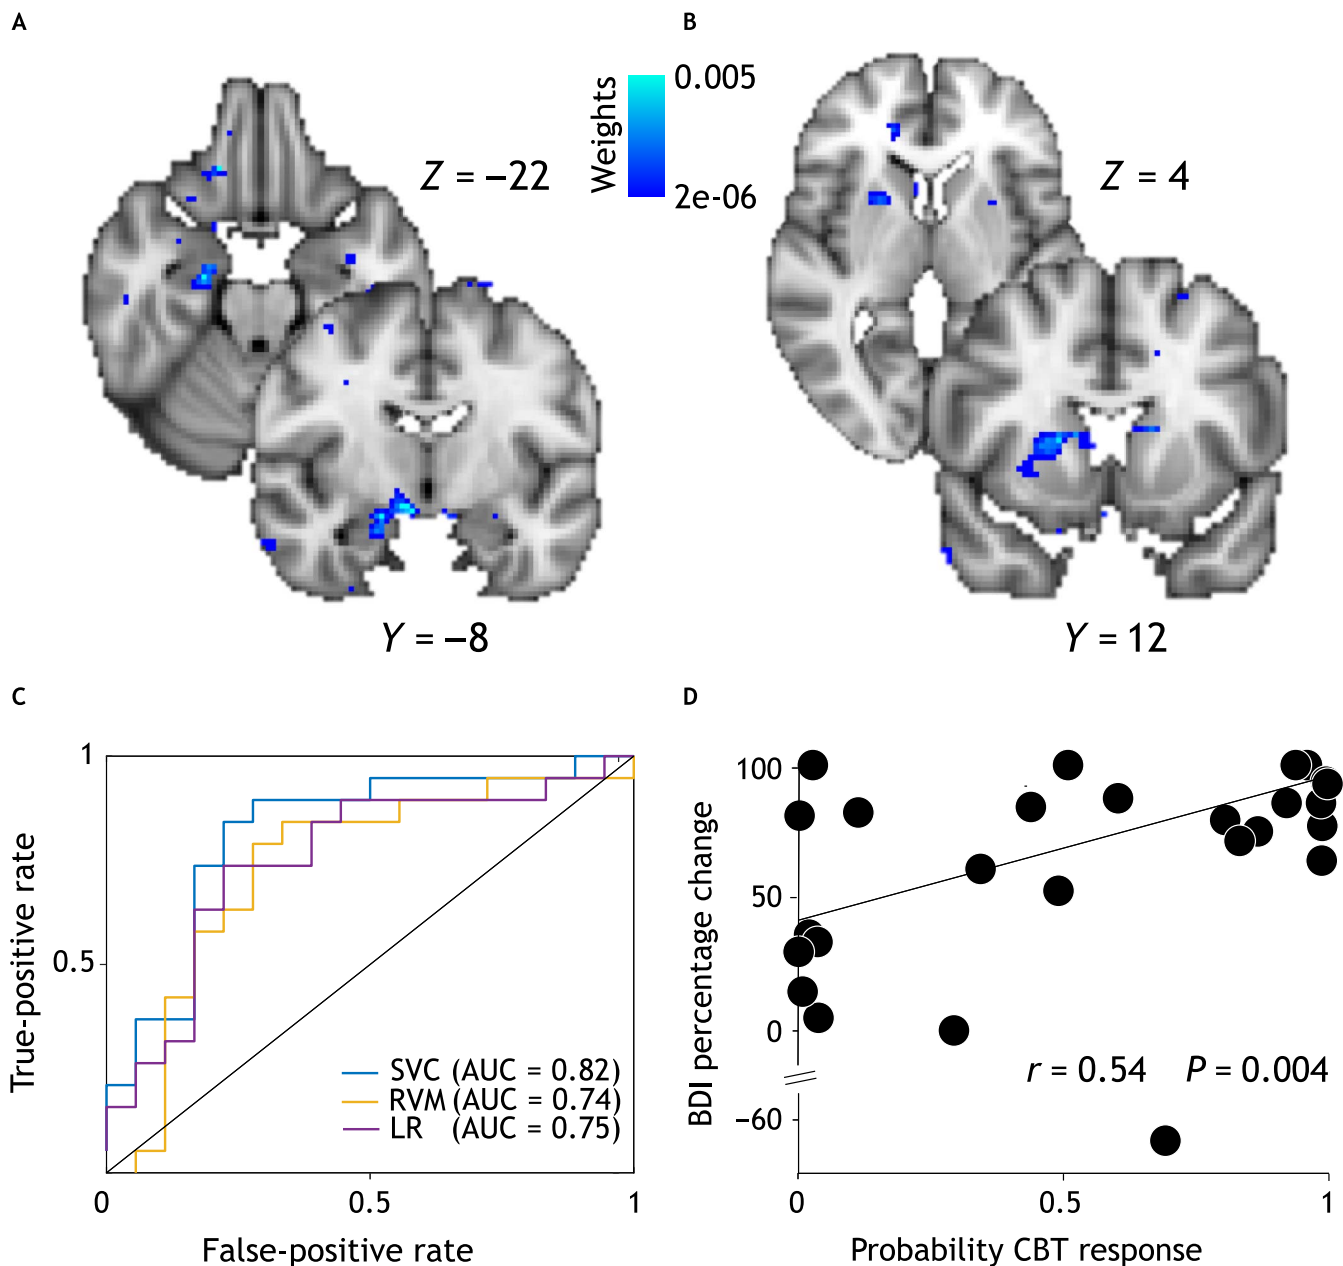 A
B
Weights
0.005
2e-06
Z = −22
Z = 4
Y = −8
Y = 12
C
True-positive rate
1
0.5
SVC (AUC = 0.82)
RVM (AUC = 0.74)
LR (AUC = 0.75)
0
0.5
1
False-positive rate
D
BDI percentage change
100
50
0
−60
r = 0.54 P = 0.004
0
0.5
1
Probability CBT response